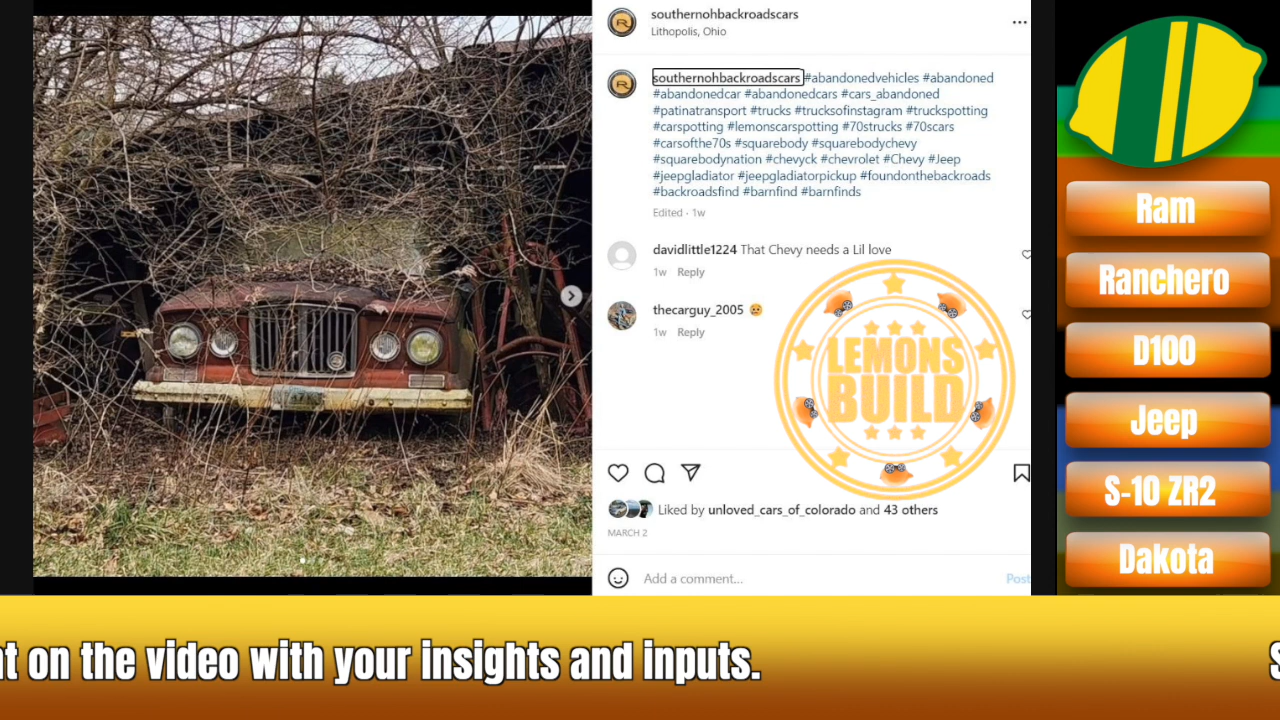 southernohbackroadscars
Lithopolis, Ohio
southernohbackroadscars #abandonedvehicles #abandoned
#abandonedcar #abandonedcars #cars_abandoned
#patinatransport #trucks #trucksofinstagram #truckspotting
#carspotting #lemonscarspotting #70strucks #70scars
#carsofthe70s #squarebody #squarebodychevy
#squarebodynation #chevyck #chevrolet #Chevy #Jeep
#jeepgladiator #jeepgladiatorpickup #foundonthebackroads
#backroadsfind #barnfind #barnfinds
Edited · 1w
davidlittle1224 That Chevy needs a Lil love
1w Reply
thecarguy_2005
1w Reply
LEMONS
BUILD
Liked by unloved_cars_of_colorado and 43 others
MARCH 2
Add a comment...
Post
Ram
Ranchero
D100
Jeep
S-10 ZR2
Dakota
on the video with your insights and inputs.